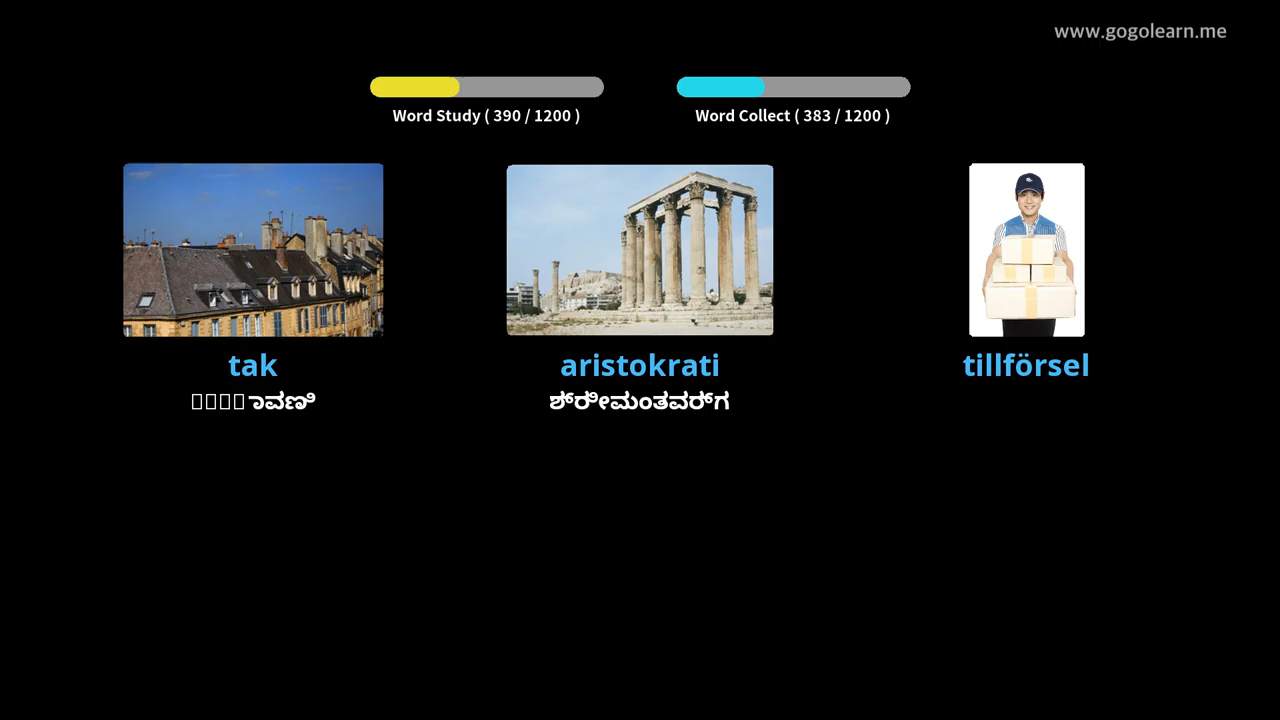 www.gogolearn.me
Word Study ( 390 / 1200 )
Word Collect ( 383 / 1200 )
tak
aristokrati
tillförsel
ಶ್ರೀಮಂತವರ್ಗ